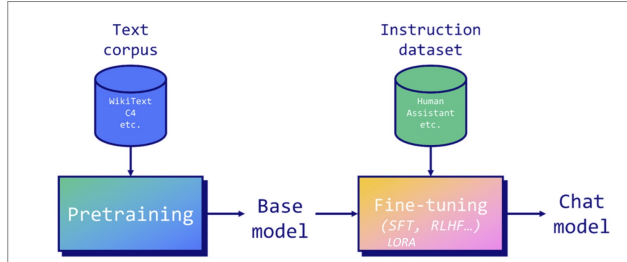 Text
corpus
WikiText
C4
etc.
Pretraining
Base
model
Instruction
dataset
Human
Assistant
etc.
Fine-tuning
(SFT, RLHF…)
LORA
Chat
model